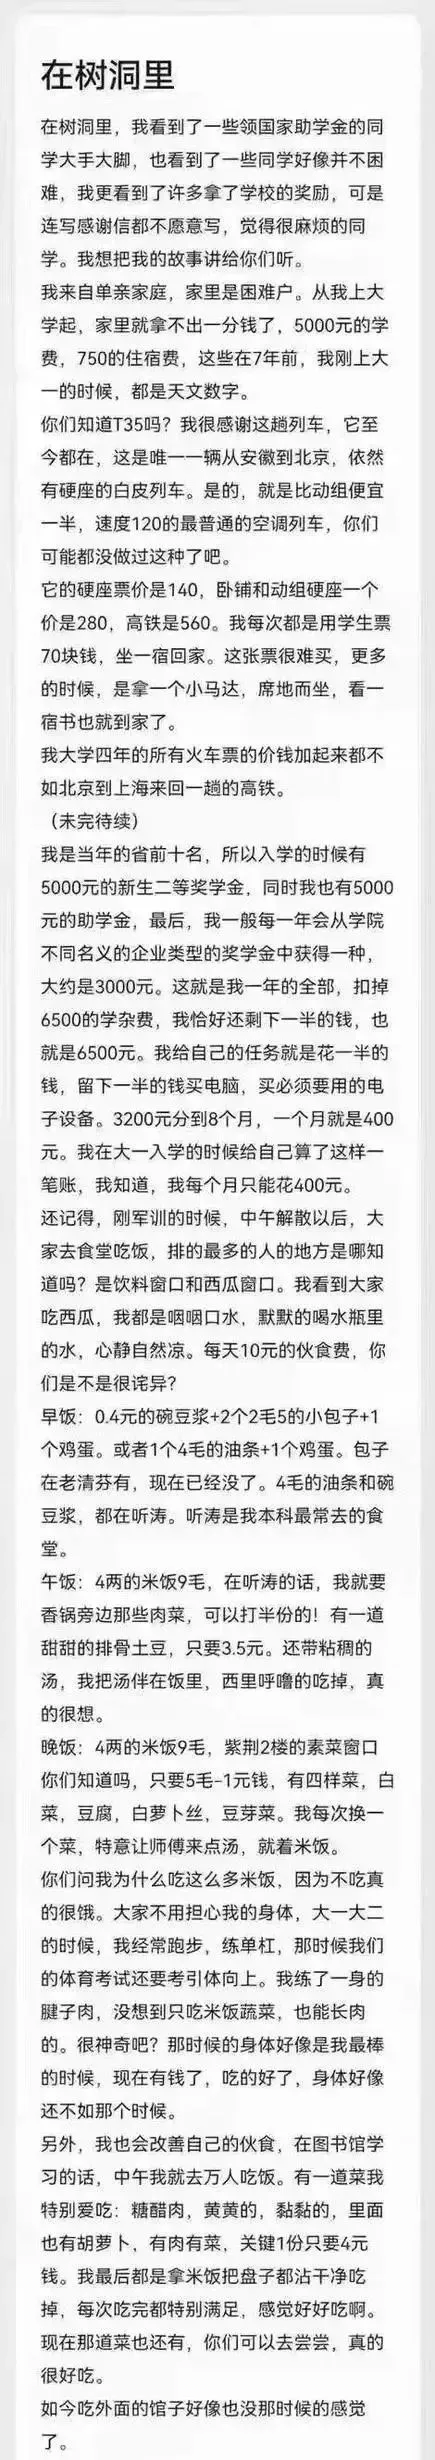 在树洞里
在树洞里，我看到了一些领国家助学金的同
学大手大脚，也看到了一些同学好像并不困
难，我更看到了许多拿了学校的奖励，可是
连写感谢信都不愿意写，觉得很麻烦的同
学。我想把我的故事讲给你们听。
我来自单亲家庭，家里是困难户。从我上大
学起，家里就拿不出一分钱了，5000元的学
费，750的住宿费，这些在7年前，我刚上大
一的时候，都是天文数字。
你们知道T35吗？我很感谢这趟列车，它至
今都在，这是唯一一辆从安徽到北京，依然
有硬座的白皮列车。是的，就是比动组便宜
一半，速度120的最普通的空调列车，你们
可能都没做过这种了吧。
它的硬座票价是140，卧铺和动组硬座一个
价是280，高铁是560。我每次都是用学生票
70块钱，坐一宿回家。这张票很难买，更多
的时候，是拿一个小马达，席地而坐，看一
宿书也就到家了。
我大学四年的所有火车票的价钱加起来都不
如北京到上海来回一趟的高铁。
（未完待续）
我是当年的省前十名，所以入学的时候有
5000元的新生二等奖学金，同时我也有5000
元的助学金，最后，我一般每一年会从学院
不同名义的企业类型的奖学金中获得一种，
大约是3000元。这就是我一年的全部，扣掉
6500的学杂费，我恰好还剩下一半的钱，也
就是6500元。我给自己的任务就是花一半的
钱，留下一半的钱买电脑，买必须要用的电
子设备。3200元分到8个月，一个月就是400
元。我在大一入学的时候给自己算了这样一
笔账，我知道，我每个月只能花400元。
还记得，刚军训的时候，中午解散以后，大
家去食堂吃饭，排的最多的人的地方是哪知
道吗？是饮料窗口和西瓜窗口。我看到大家
吃西瓜，我都是咽咽口水，默默的喝水瓶里
的水，心静自然凉。每天10元的伙食费，你
们是不是很诧异？
早饭：0.4元的碗豆浆+2个2毛5的小包子+1
个鸡蛋。或者1个4毛的油条+1个鸡蛋。包子
在老清芬有，现在已经没了。4毛的油条和碗
豆浆，都在听涛。听涛是我本科最常去的食
堂。
午饭：4两的米饭9毛，在听涛的话，我就要
香锅旁边那些肉菜，可以打半份的！有一道
甜甜的排骨土豆，只要3.5元。还带粘稠的
汤，我把汤伴在饭里，西里呼噜的吃掉，真
的很想。
晚饭：4两的米饭9毛，紫荆2楼的素菜窗口
你们知道吗，只要5毛-1元钱，有四样菜，白
菜，豆腐，白萝卜丝，豆芽菜。我每次换一
个菜，特意让师傅来点汤，就着米饭。
你们问我为什么吃这么多米饭，因为不吃真
的很饿。大家不用担心我的身体，大一大二
的时候，我经常跑步，练单杠，那时候我们
的体育考试还要考引体向上。我练了一身的
腱子肉，没想到只吃米饭蔬菜，也能长肉
的。很神奇吧？那时候的身体好像是我最棒
的时候，现在有钱了，吃的好了，身体好像
还不如那个时候。
另外，我也会改善自己的伙食，在图书馆学
习的话，中午我就去万人吃饭。有一道菜我
特别爱吃：糖醋肉，黄黄的，黏黏的，里面
也有胡萝卜，有肉有菜，关键1份只要4元
钱。我最后都是拿米饭把盘子都沾干净吃
掉，每次吃完都特别满足，感觉好好吃啊。
现在那道菜也还有，你们可以去尝尝，真的
很好吃。
如今吃外面的馆子好像也没那时候的感觉
了。